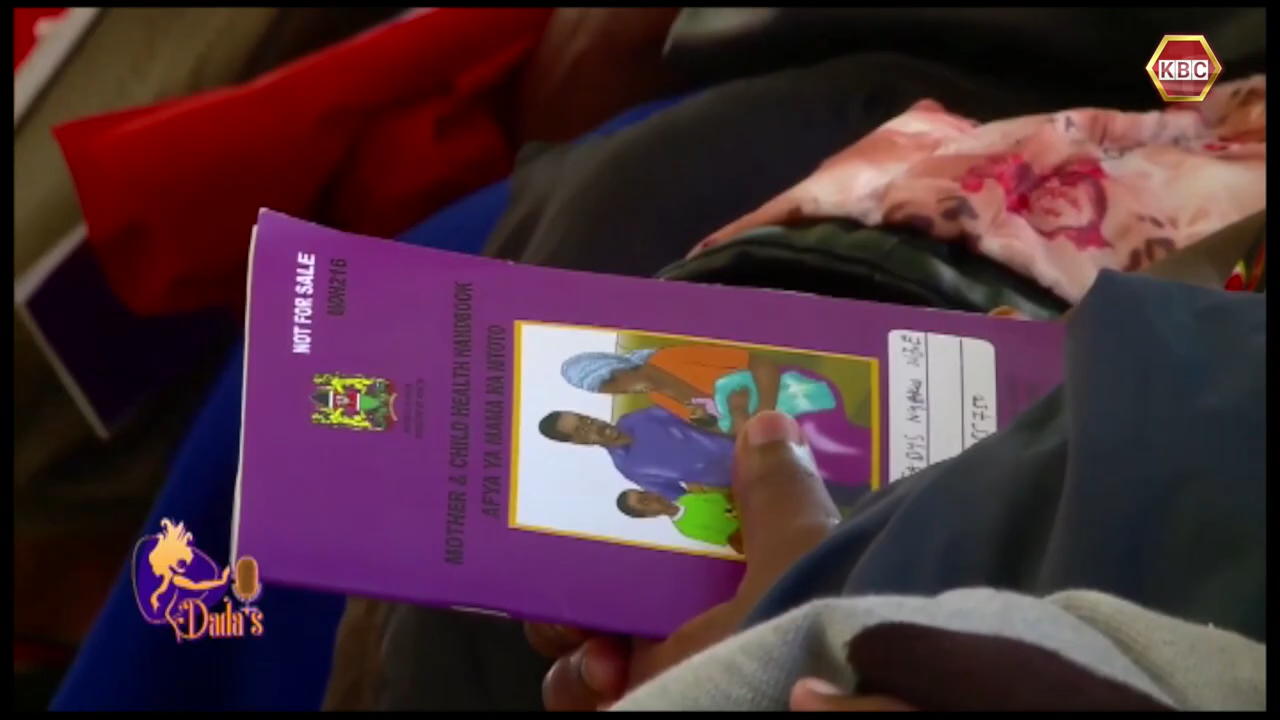 KBC
NOT FOR SALE
MOH216
MOTHER & CHILD HEALTH HANDBOOK
AFYA YA MAMA NA MTOTO
Dada's